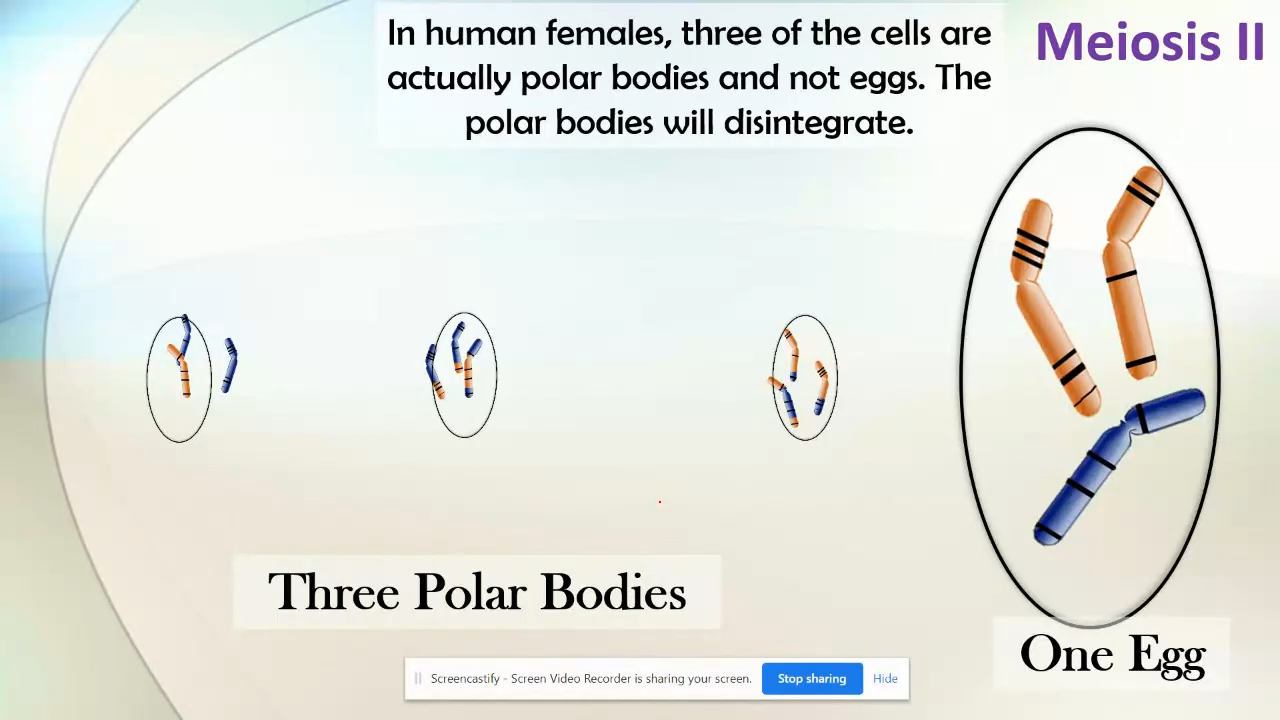 In human females, three of the cells are
actually polar bodies and not eggs. The
polar bodies will disintegrate.
Meiosis II
Three Polar Bodies
One Egg
Screencastify - Screen Video Recorder is sharing your screen. Stop sharing Hide